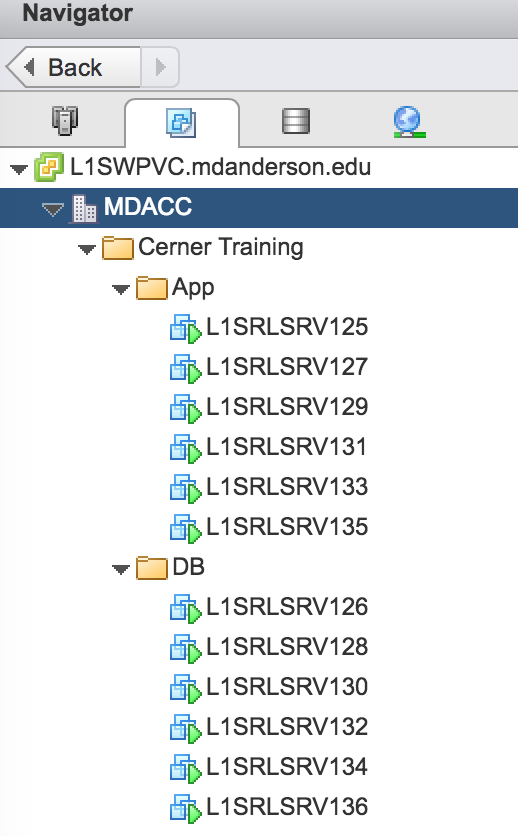 Navigator
Back
L1SWPVC.mdanderson.edu
MDACC
Cerner Training
App
L1SRLSRV125
L1SRLSRV127
L1SRLSRV129
L1SRLSRV131
L1SRLSRV133
L1SRLSRV135
DB
L1SRLSRV126
L1SRLSRV128
L1SRLSRV130
L1SRLSRV132
L1SRLSRV134
L1SRLSRV136